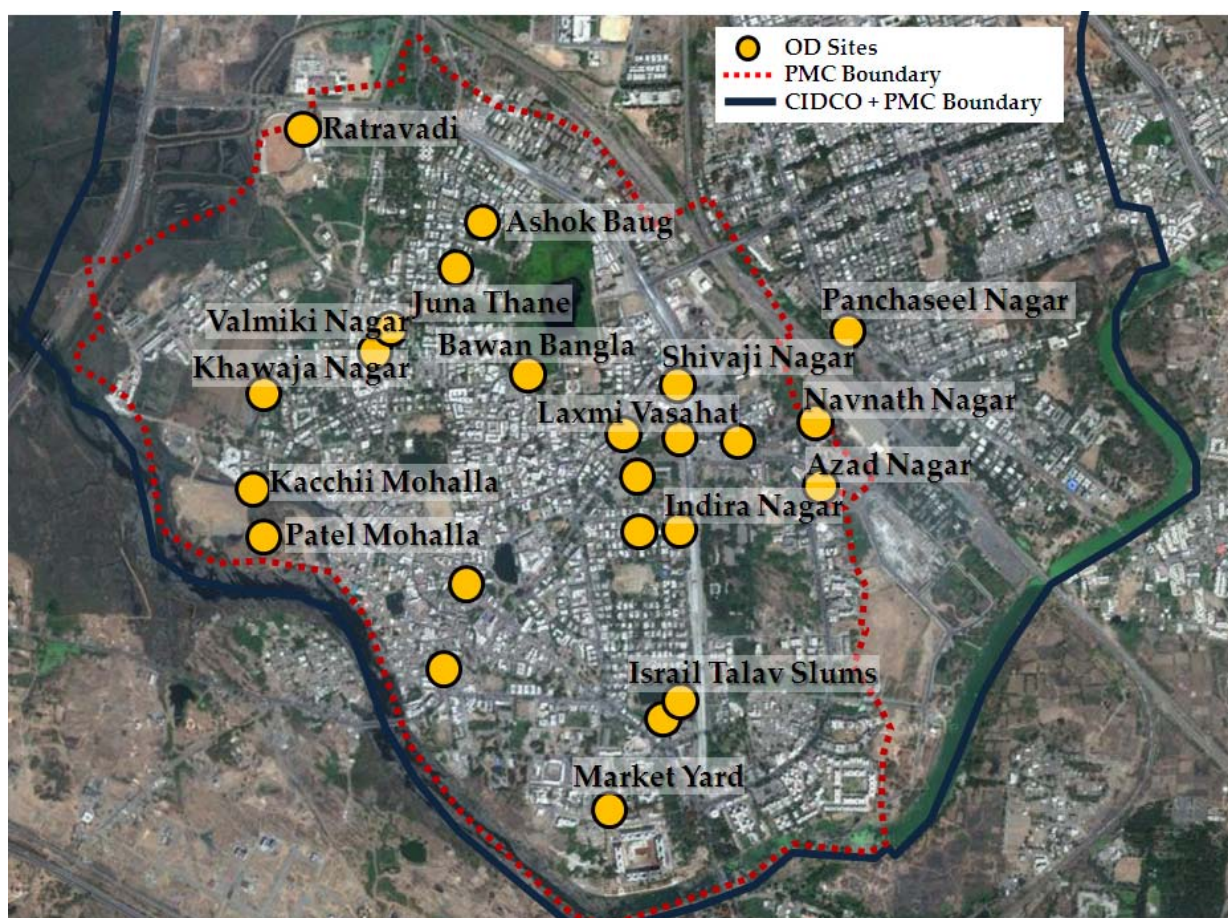 OD Sites
PMC Boundary
CIDCO + PMC Boundary
Ratravadi
Ashok Baug
Juna Thane
Panchaseel Nagar
Valmiki Nagar
Bawan Bangla
Shivaji Nagar
Khawaja Nagar
Navnath Nagar
Laxmi Vasahat
Azad Nagar
Kacchii Mohalla
Indira Nagar
Patel Mohalla
Israil Talav Slums
Market Yard